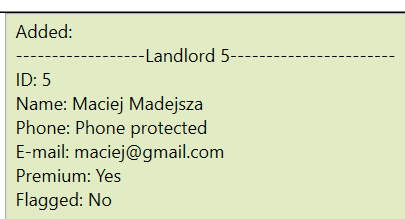 Added:
------------------Landlord 5-----------------------
ID: 5
Name: Maciej Madejsza
Phone: Phone protected
E-mail: maciej@gmail.com
Premium: Yes
Flagged: No